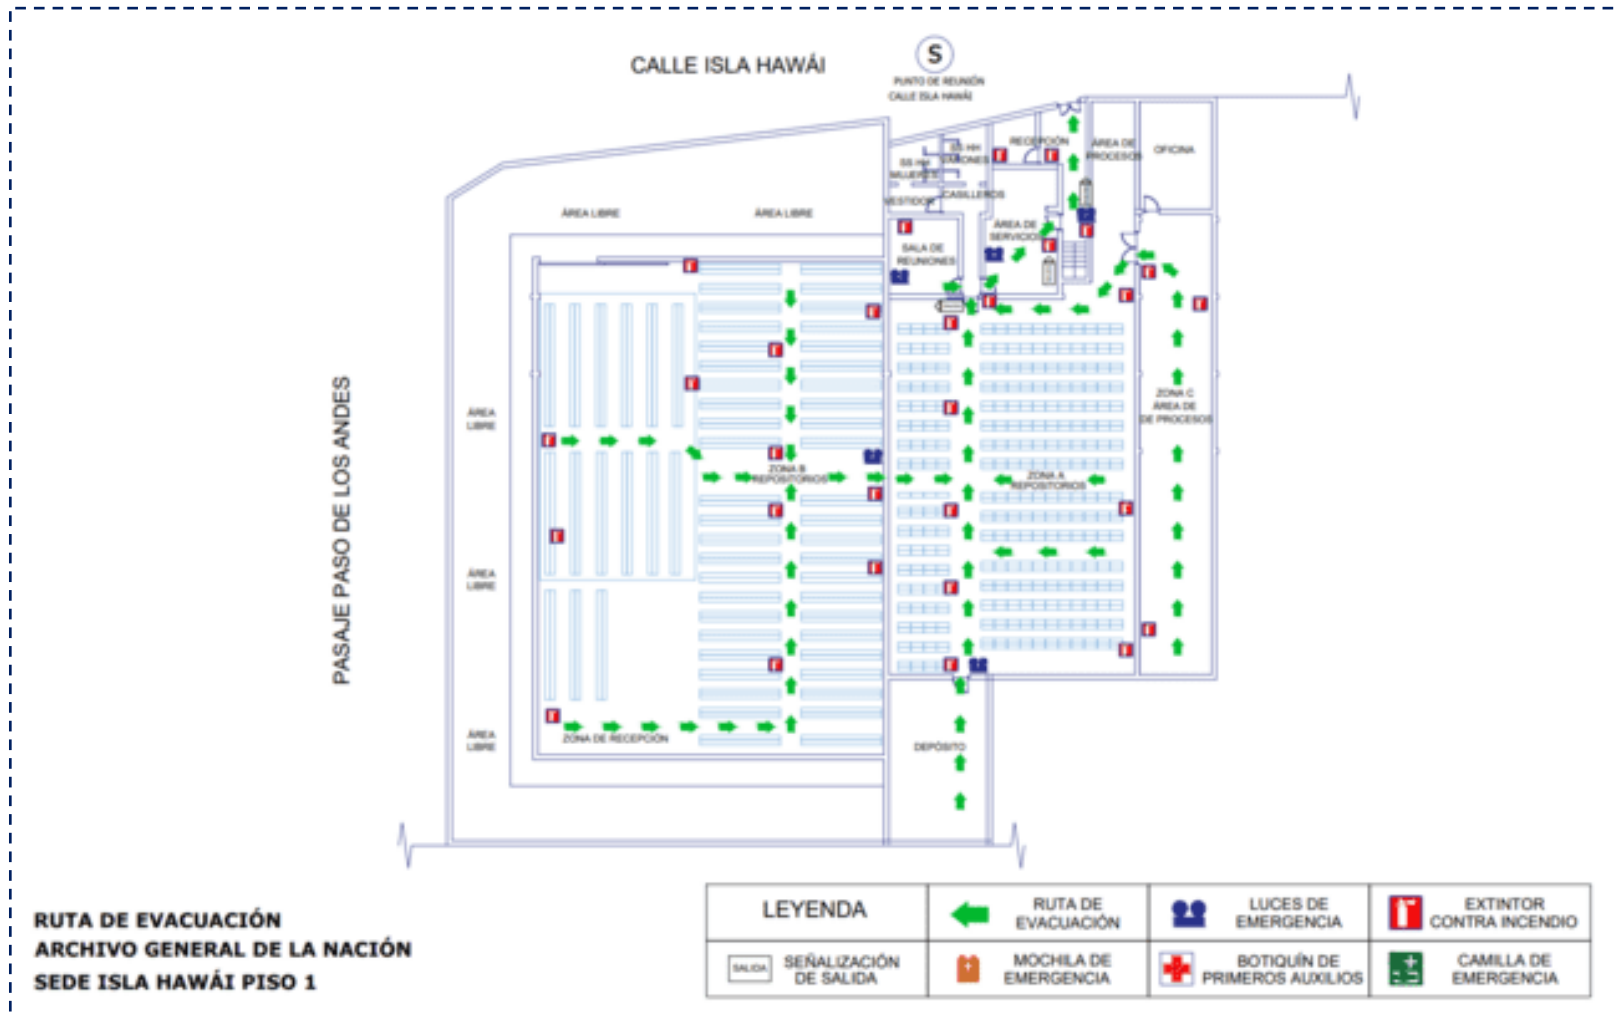 CALLE ISLA HAWÁI
S
PUNTO DE REUNIÓN
CALLE ISLA HAWÁI
RECEPCIÓN
ÁREA DE
PROCESOS
OFICINA
SS HH
VARONES
SS HH
MUJERES
CASILLEROS
VESTIDOR
ÁREA LIBRE
ÁREA LIBRE
ÁREA DE
SERVICIOS
SALA DE
REUNIONES
PASAJE PASO DE LOS ANDES
ÁREA
LIBRE
ZONA C
ÁREA DE
DE PROCESOS
ZONA B
REPOSITORIOS
ZONA A
REPOSITORIOS
ÁREA
LIBRE
ÁREA
LIBRE
ZONA DE RECEPCIÓN
DEPÓSITO
RUTA DE EVACUACIÓN
ARCHIVO GENERAL DE LA NACIÓN
SEDE ISLA HAWÁI PISO 1
LEYENDA
RUTA DE
EVACUACIÓN
LUCES DE
EMERGENCIA
EXTINTOR
CONTRA INCENDIO
SALIDA
SEÑALIZACIÓN
DE SALIDA
MOCHILA DE
EMERGENCIA
BOTIQUÍN DE
PRIMEROS AUXILIOS
CAMILLA DE
EMERGENCIA